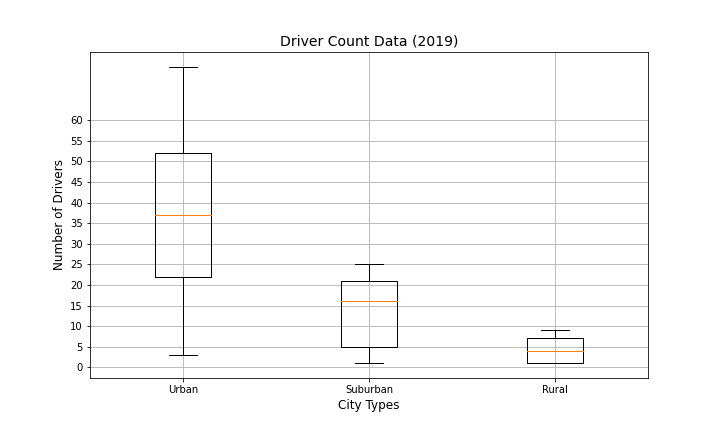 Driver Count Data (2019)
Number of Drivers
60
55
50
45
40
35
30
25
20
15
10
5
0
Urban
Suburban
Rural
City Types